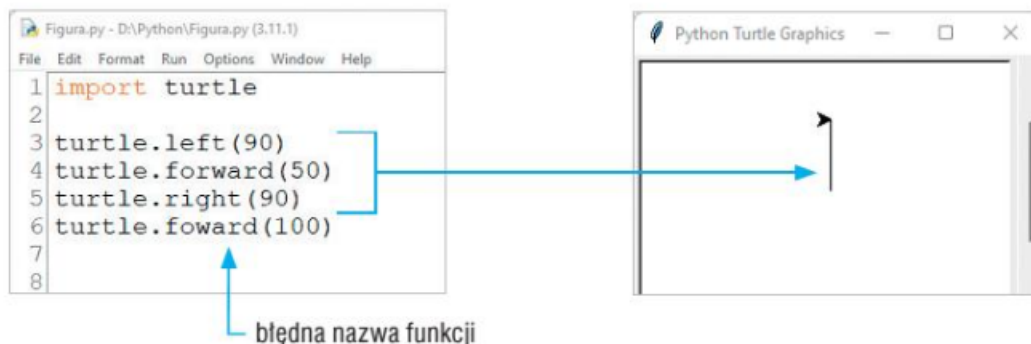 Figura.py - D:\Python\Figura.py (3.11.1)
File Edit Format Run Options Window Help
1 import turtle
2
3 turtle.left(90)
4 turtle.forward(50)
5 turtle.right(90)
6 turtle.foward(100)
7
8
błędna nazwa funkcji
Python Turtle Graphics